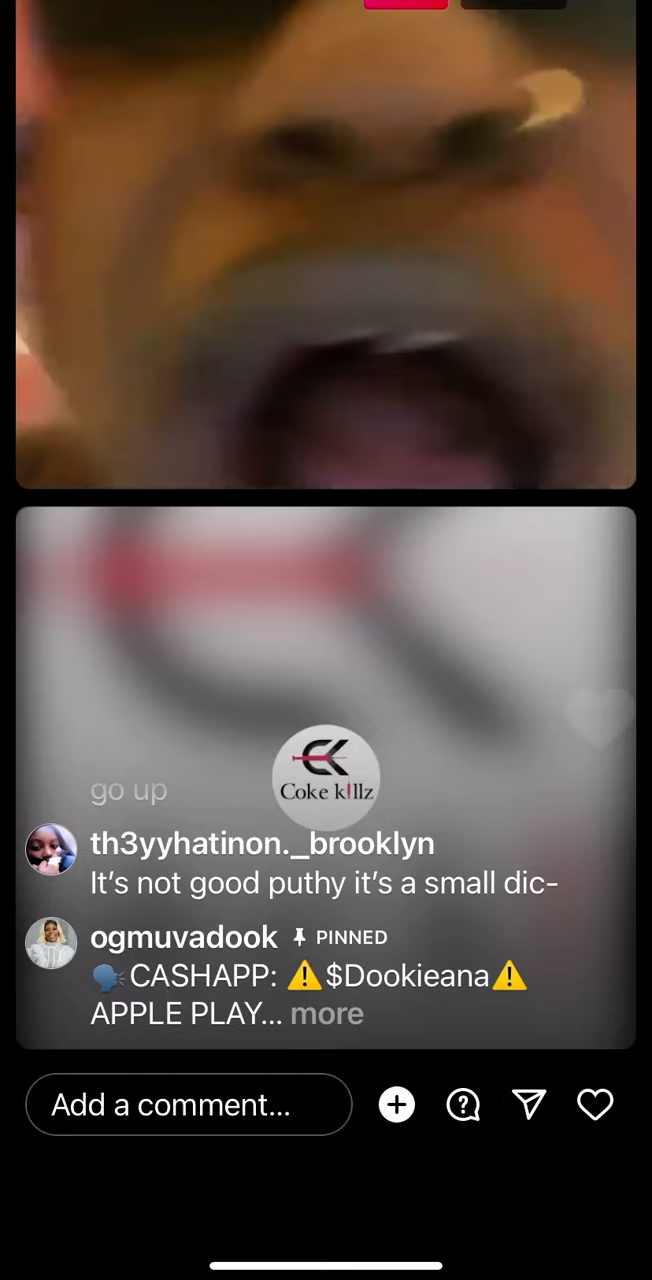 Coke kIllz
go up
th3yyhatinon._brooklyn
It’s not good puthy it’s a small dic-
ogmuvadook PINNED
🗣️CASHAPP: ⚠️$Dookieana⚠️
APPLE PLAY... more
Add a comment...